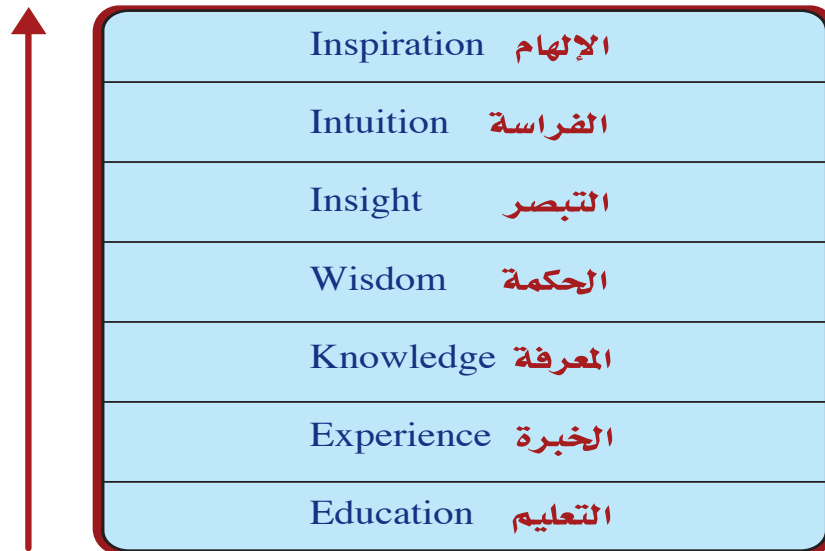 Inspiration الإلهام
Intuition الفراسة
Insight التبصر
Wisdom الحكمة
Knowledge المعرفة
Experience الخبرة
Education التعليم